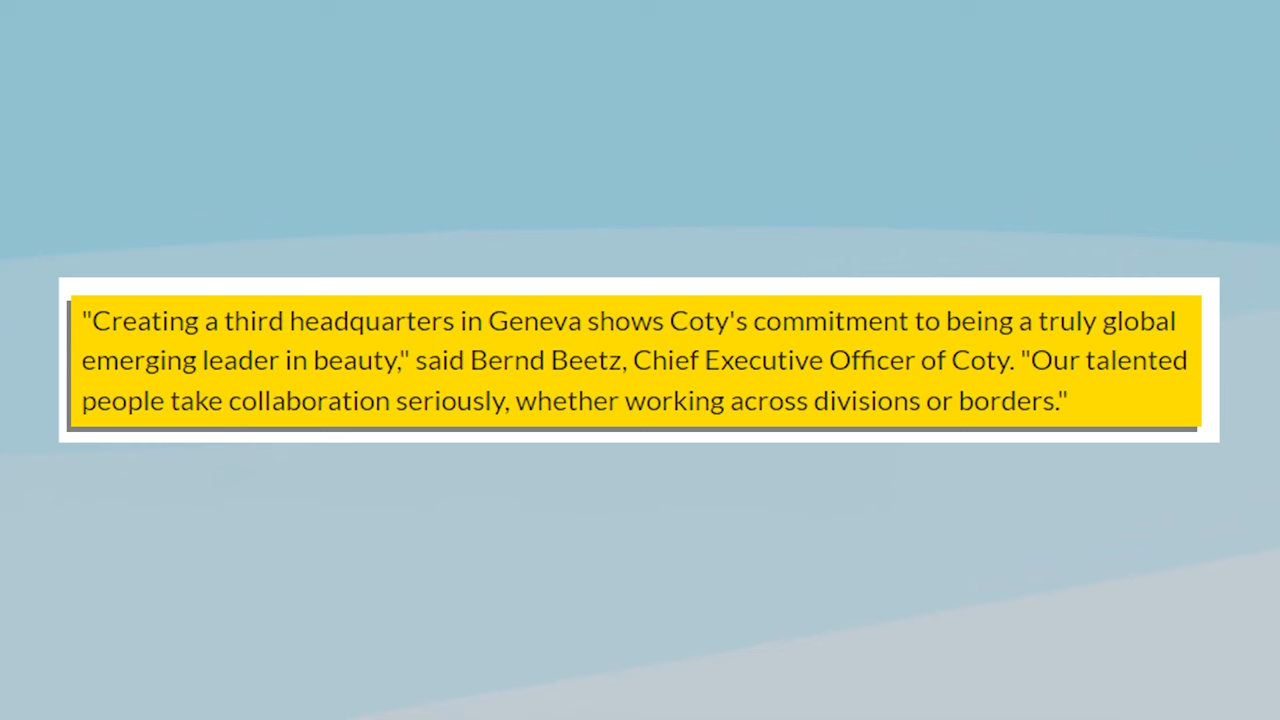 "Creating a third headquarters in Geneva shows Coty's commitment to being a truly global
emerging leader in beauty," said Bernd Beetz, Chief Executive Officer of Coty. "Our talented
people take collaboration seriously, whether working across divisions or borders."